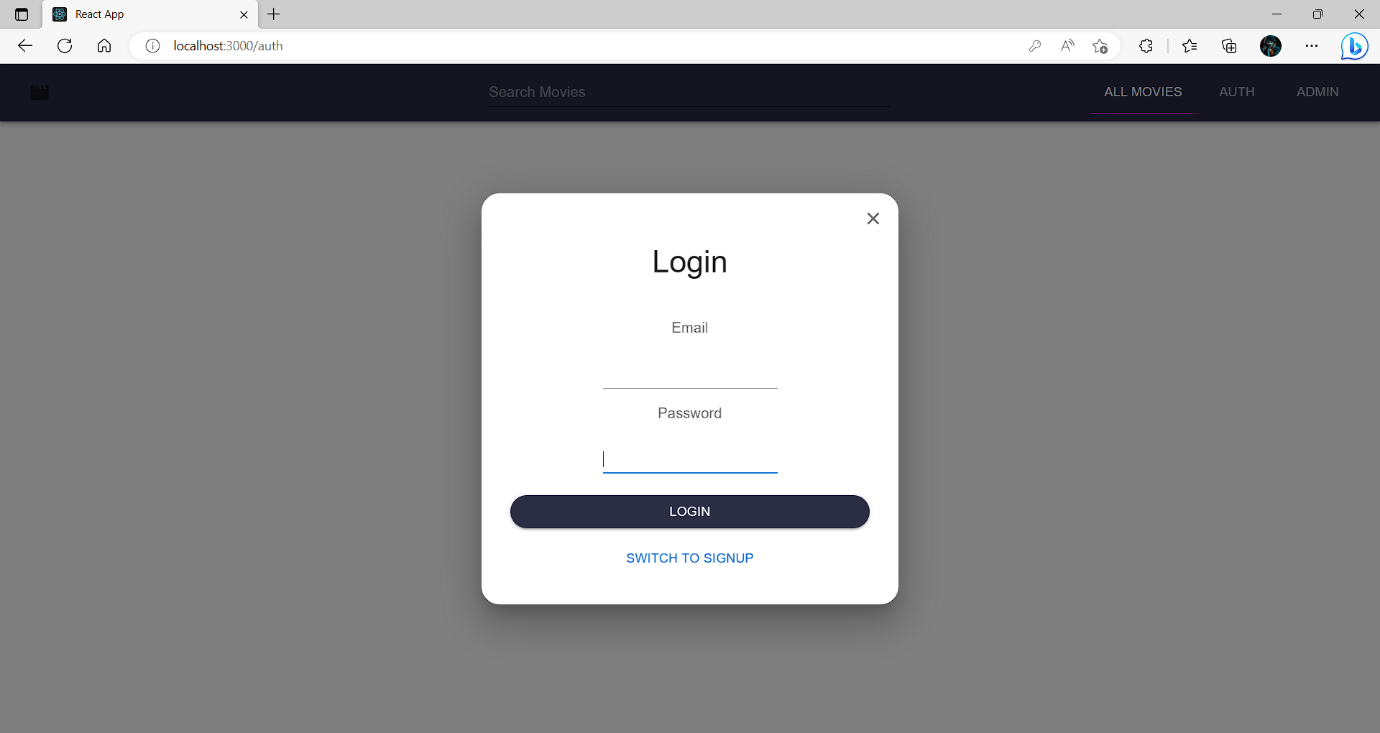 React App
localhost:3000/auth
Search Movies
ALL MOVIES
AUTH
ADMIN
Login
Email
Password
LOGIN
SWITCH TO SIGNUP